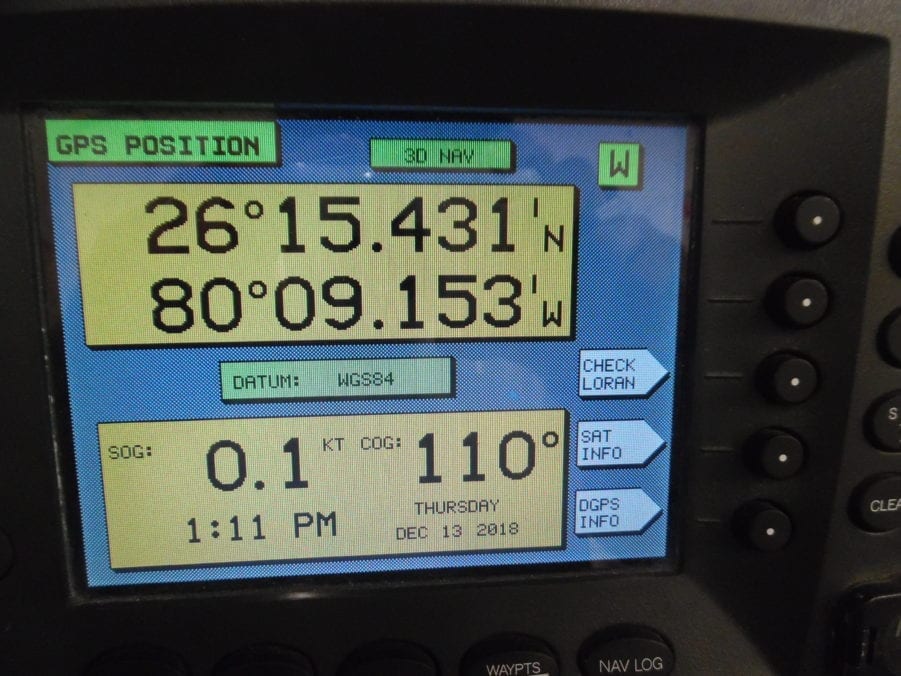 GPS POSITION
3D NAV
W
26°15.431'N
80°09.153'W
DATUM: WGS84
CHECK
LORAN
SOG: 0.1 KT COG: 110°
SAT
INFO
1:11 PM
THURSDAY
DEC 13 2018
DGPS
INFO
WAYPTS
NAV LOG